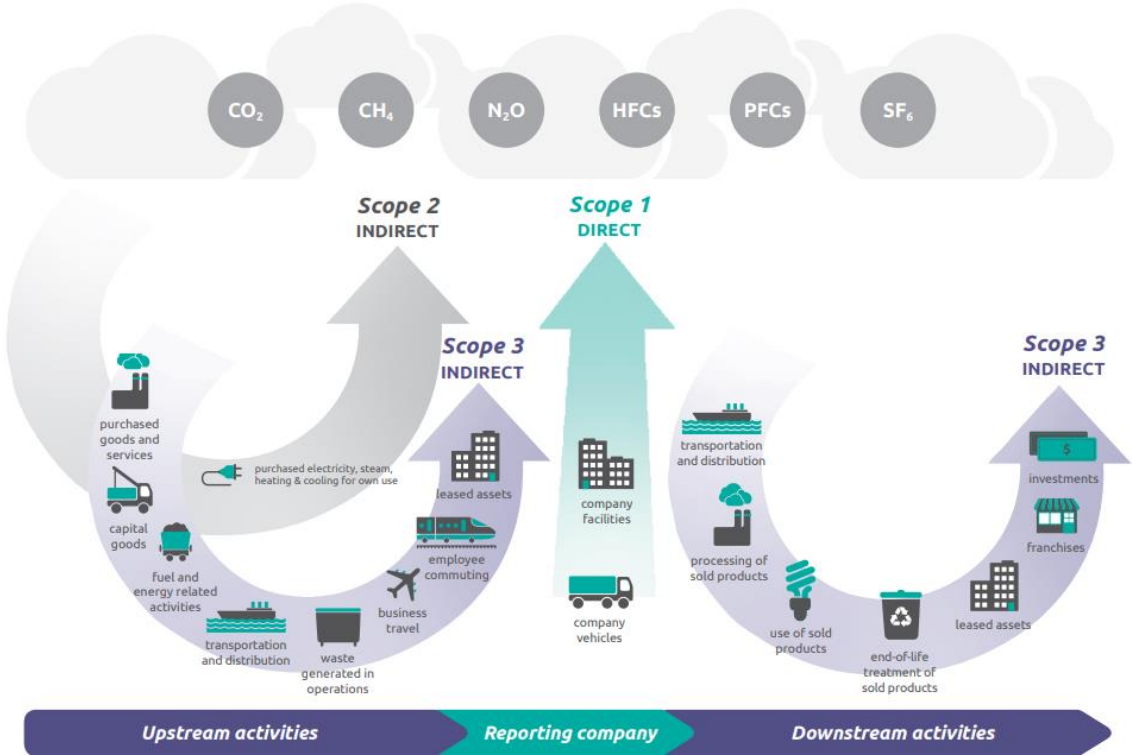 CO₂
CH₄
N₂O
HFCs
PFCs
SF₆
Scope 2
INDIRECT
Scope 1
DIRECT
Scope 3
INDIRECT
Scope 3
INDIRECT
purchased
goods and
services
capital
goods
fuel and
energy related
activities
transportation
and distribution
waste
generated in
operations
business
travel
employee
commuting
leased assets
purchased electricity, steam,
heating & cooling for own use
company
facilities
company
vehicles
transportation
and distribution
processing of
sold products
use of sold
products
end-of-life
treatment of
sold products
leased assets
franchises
$
investments
Upstream activities
Reporting company
Downstream activities